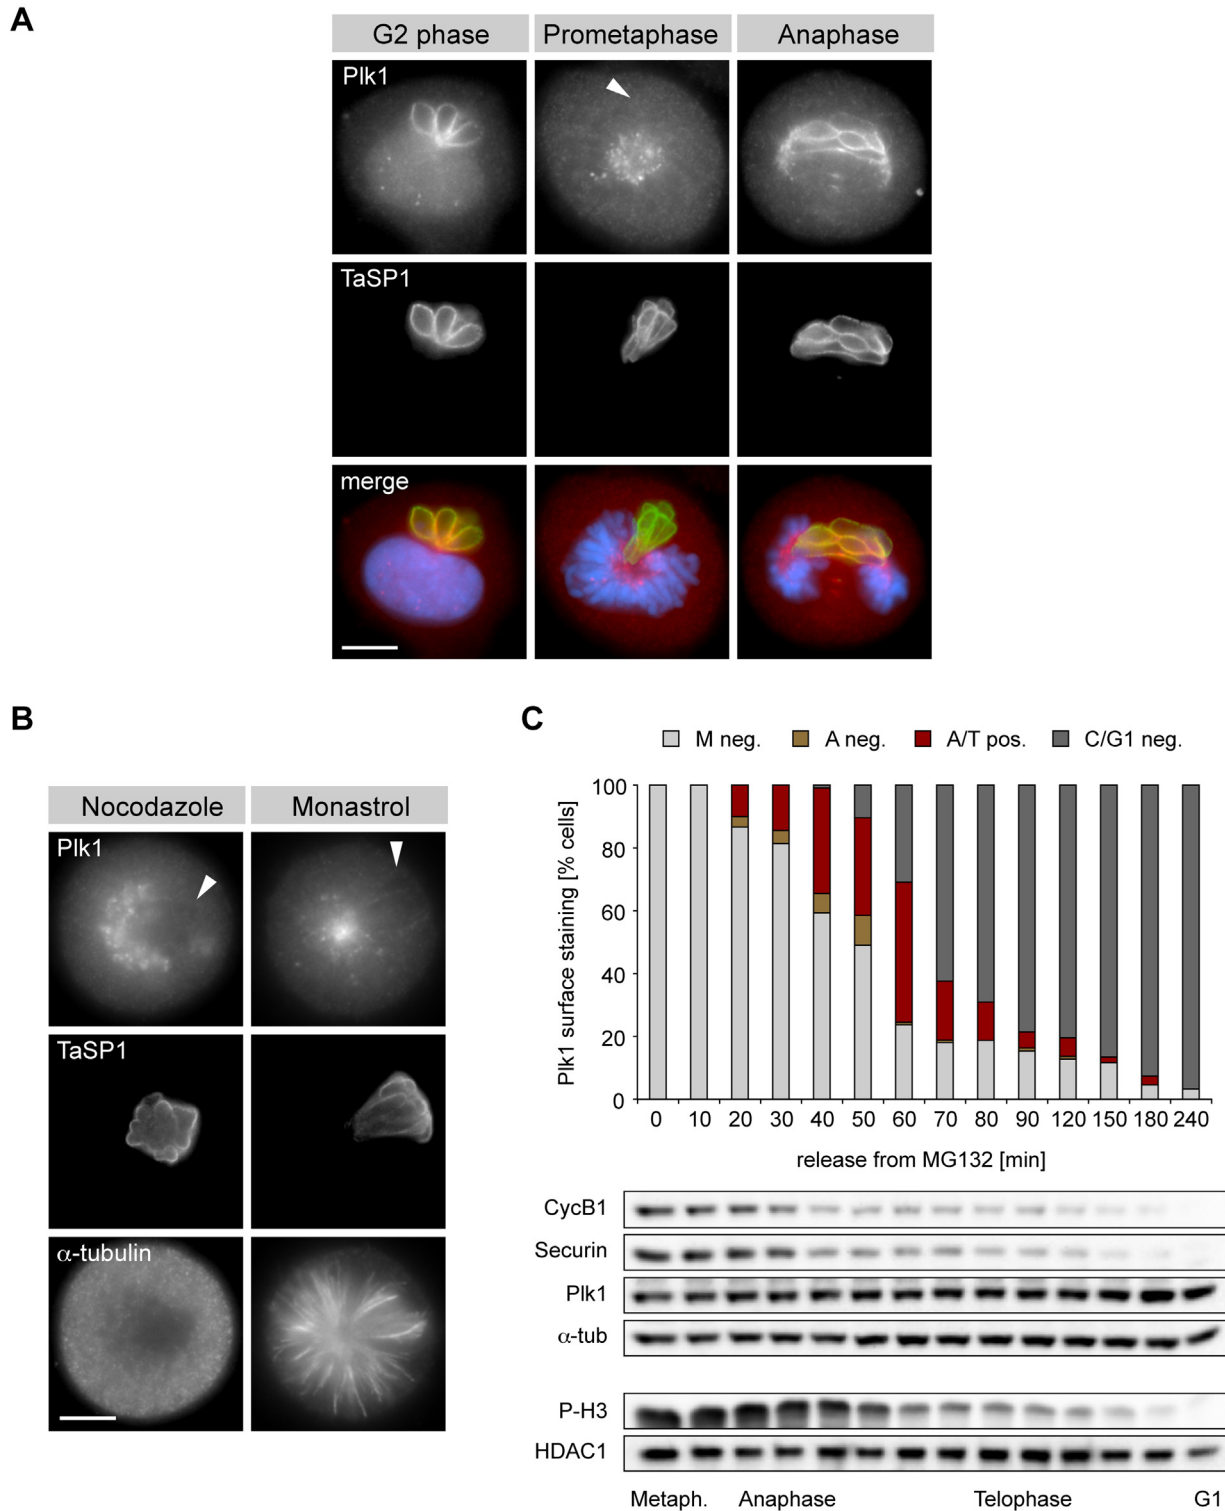 A
G2 phase Prometaphase Anaphase
Plk1
TaSP1
merge
B
Nocodazole Monastrol
Plk1
TaSP1
α-tubulin
C
M neg. A neg. A/T pos. C/G1 neg.
Plk1 surface staining [% cells]
100
80
60
40
20
0
0 10 20 30 40 50 60 70 80 90 120 150 180 240
release from MG132 [min]
CycB1
Securin
Plk1
α-tub
P-H3
HDAC1
Metaph. Anaphase Telophase G1